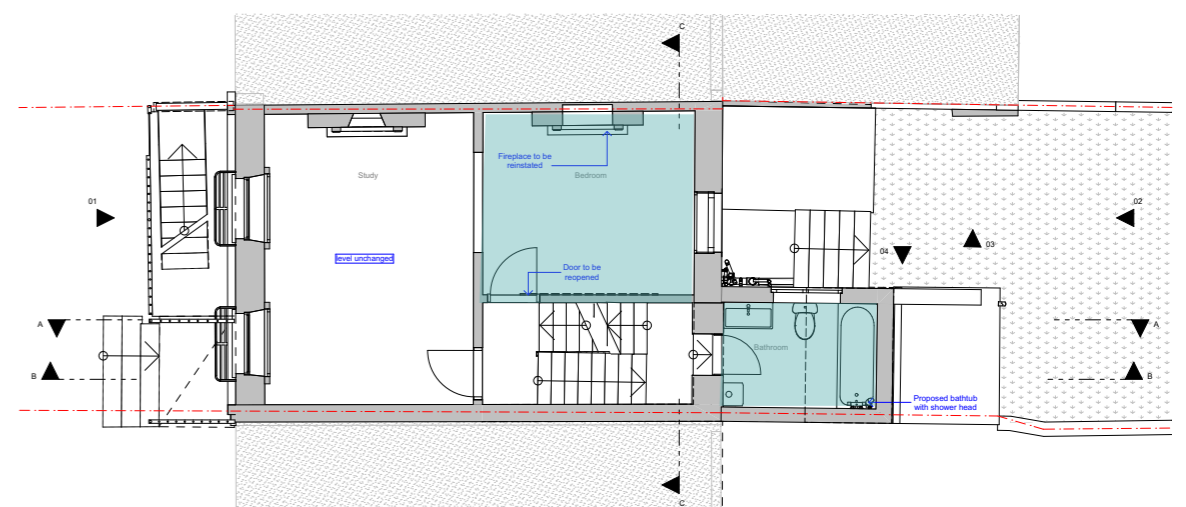 C
Fireplace to be
reinstated
Study
Bedroom
01
02
03
04
level unchanged
Door to be
reopened
A
A
B
B
Bathroom
Proposed bathtub
with shower head
C